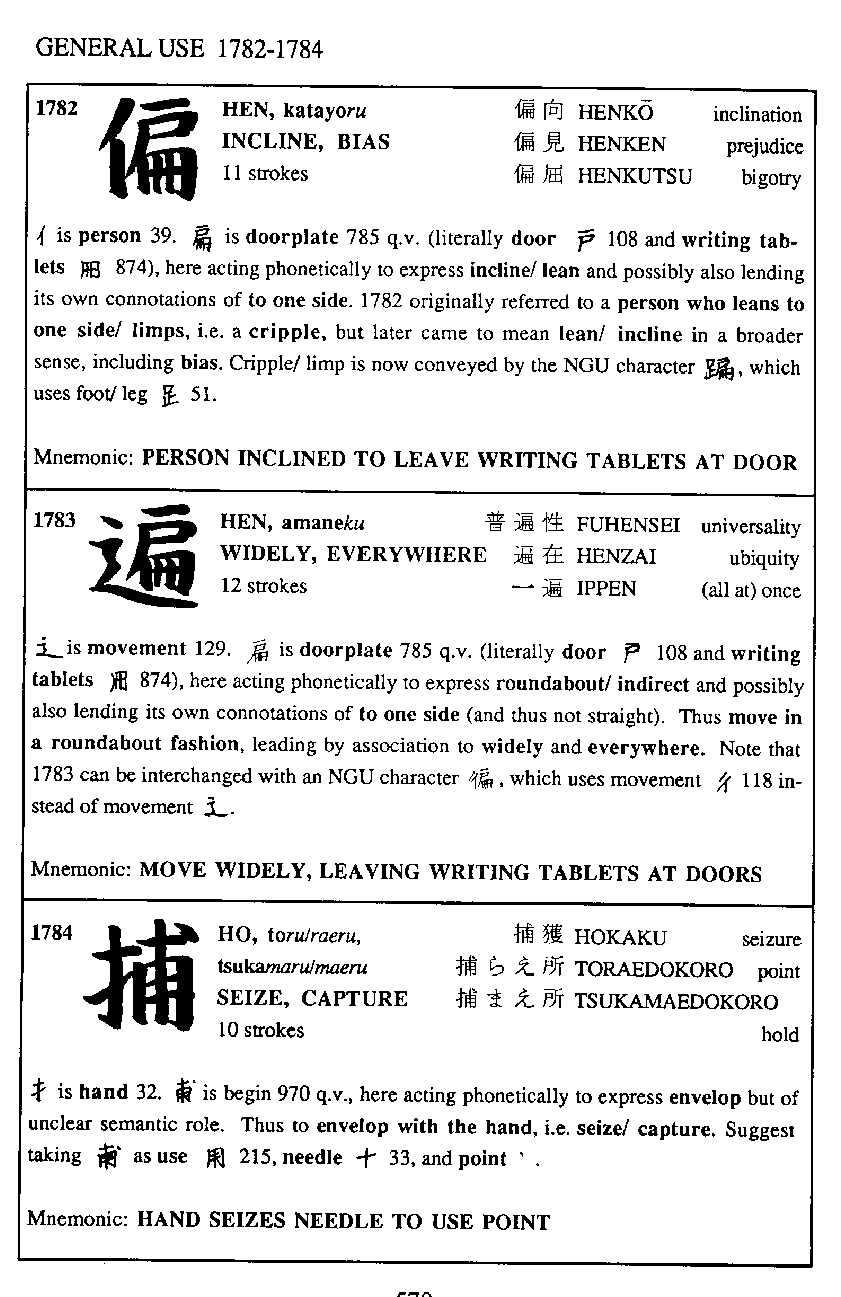 GENERAL USE 1782-1784
1782 偏 HEN, katayoru 偏向 HENKŌ inclination
INCLINE, BIAS 偏見 HENKEN prejudice
11 strokes 偏屈 HENKUTSU bigotry
亻 is person 39. 扁 is doorplate 785 q.v. (literally door 戸 108 and writing tab-
lets 冊 874), here acting phonetically to express incline/ lean and possibly also lending
its own connotations of to one side. 1782 originally referred to a person who leans to
one side/ limps, i.e. a cripple, but later came to mean lean/ incline in a broader
sense, including bias. Cripple/ limp is now conveyed by the NGU character 蹁, which
uses foot/ leg 足 51.
Mnemonic: PERSON INCLINED TO LEAVE WRITING TABLETS AT DOOR
1783 遍 HEN, amaneku 普遍性 FUHENSEI universality
WIDELY, EVERYWHERE 遍在 HENZAI ubiquity
12 strokes 一遍 IPPEN (all at) once
辶 is movement 129. 扁 is doorplate 785 q.v. (literally door 戸 108 and writing
tablets 冊 874), here acting phonetically to express roundabout/ indirect and possibly
also lending its own connotations of to one side (and thus not straight). Thus move in
a roundabout fashion, leading by association to widely and everywhere. Note that
1783 can be interchanged with an NGU character 徧, which uses movement 彳 118 in-
stead of movement 辶.
Mnemonic: MOVE WIDELY, LEAVING WRITING TABLETS AT DOORS
1784 捕 HO, toru/raeru, 捕獲 HOKAKU seizure
tsukamaru/maeru 捕らえ所 TORAEDOKORO point
SEIZE, CAPTURE 捕まえ所 TSUKAMAEDOKORO
10 strokes hold
扌 is hand 32. 甫 is begin 970 q.v., here acting phonetically to express envelop but of
unclear semantic role. Thus to envelop with the hand, i.e. seize/ capture. Suggest
taking 甫 as use 用 215, needle 十 33, and point 丶.
Mnemonic: HAND SEIZES NEEDLE TO USE POINT